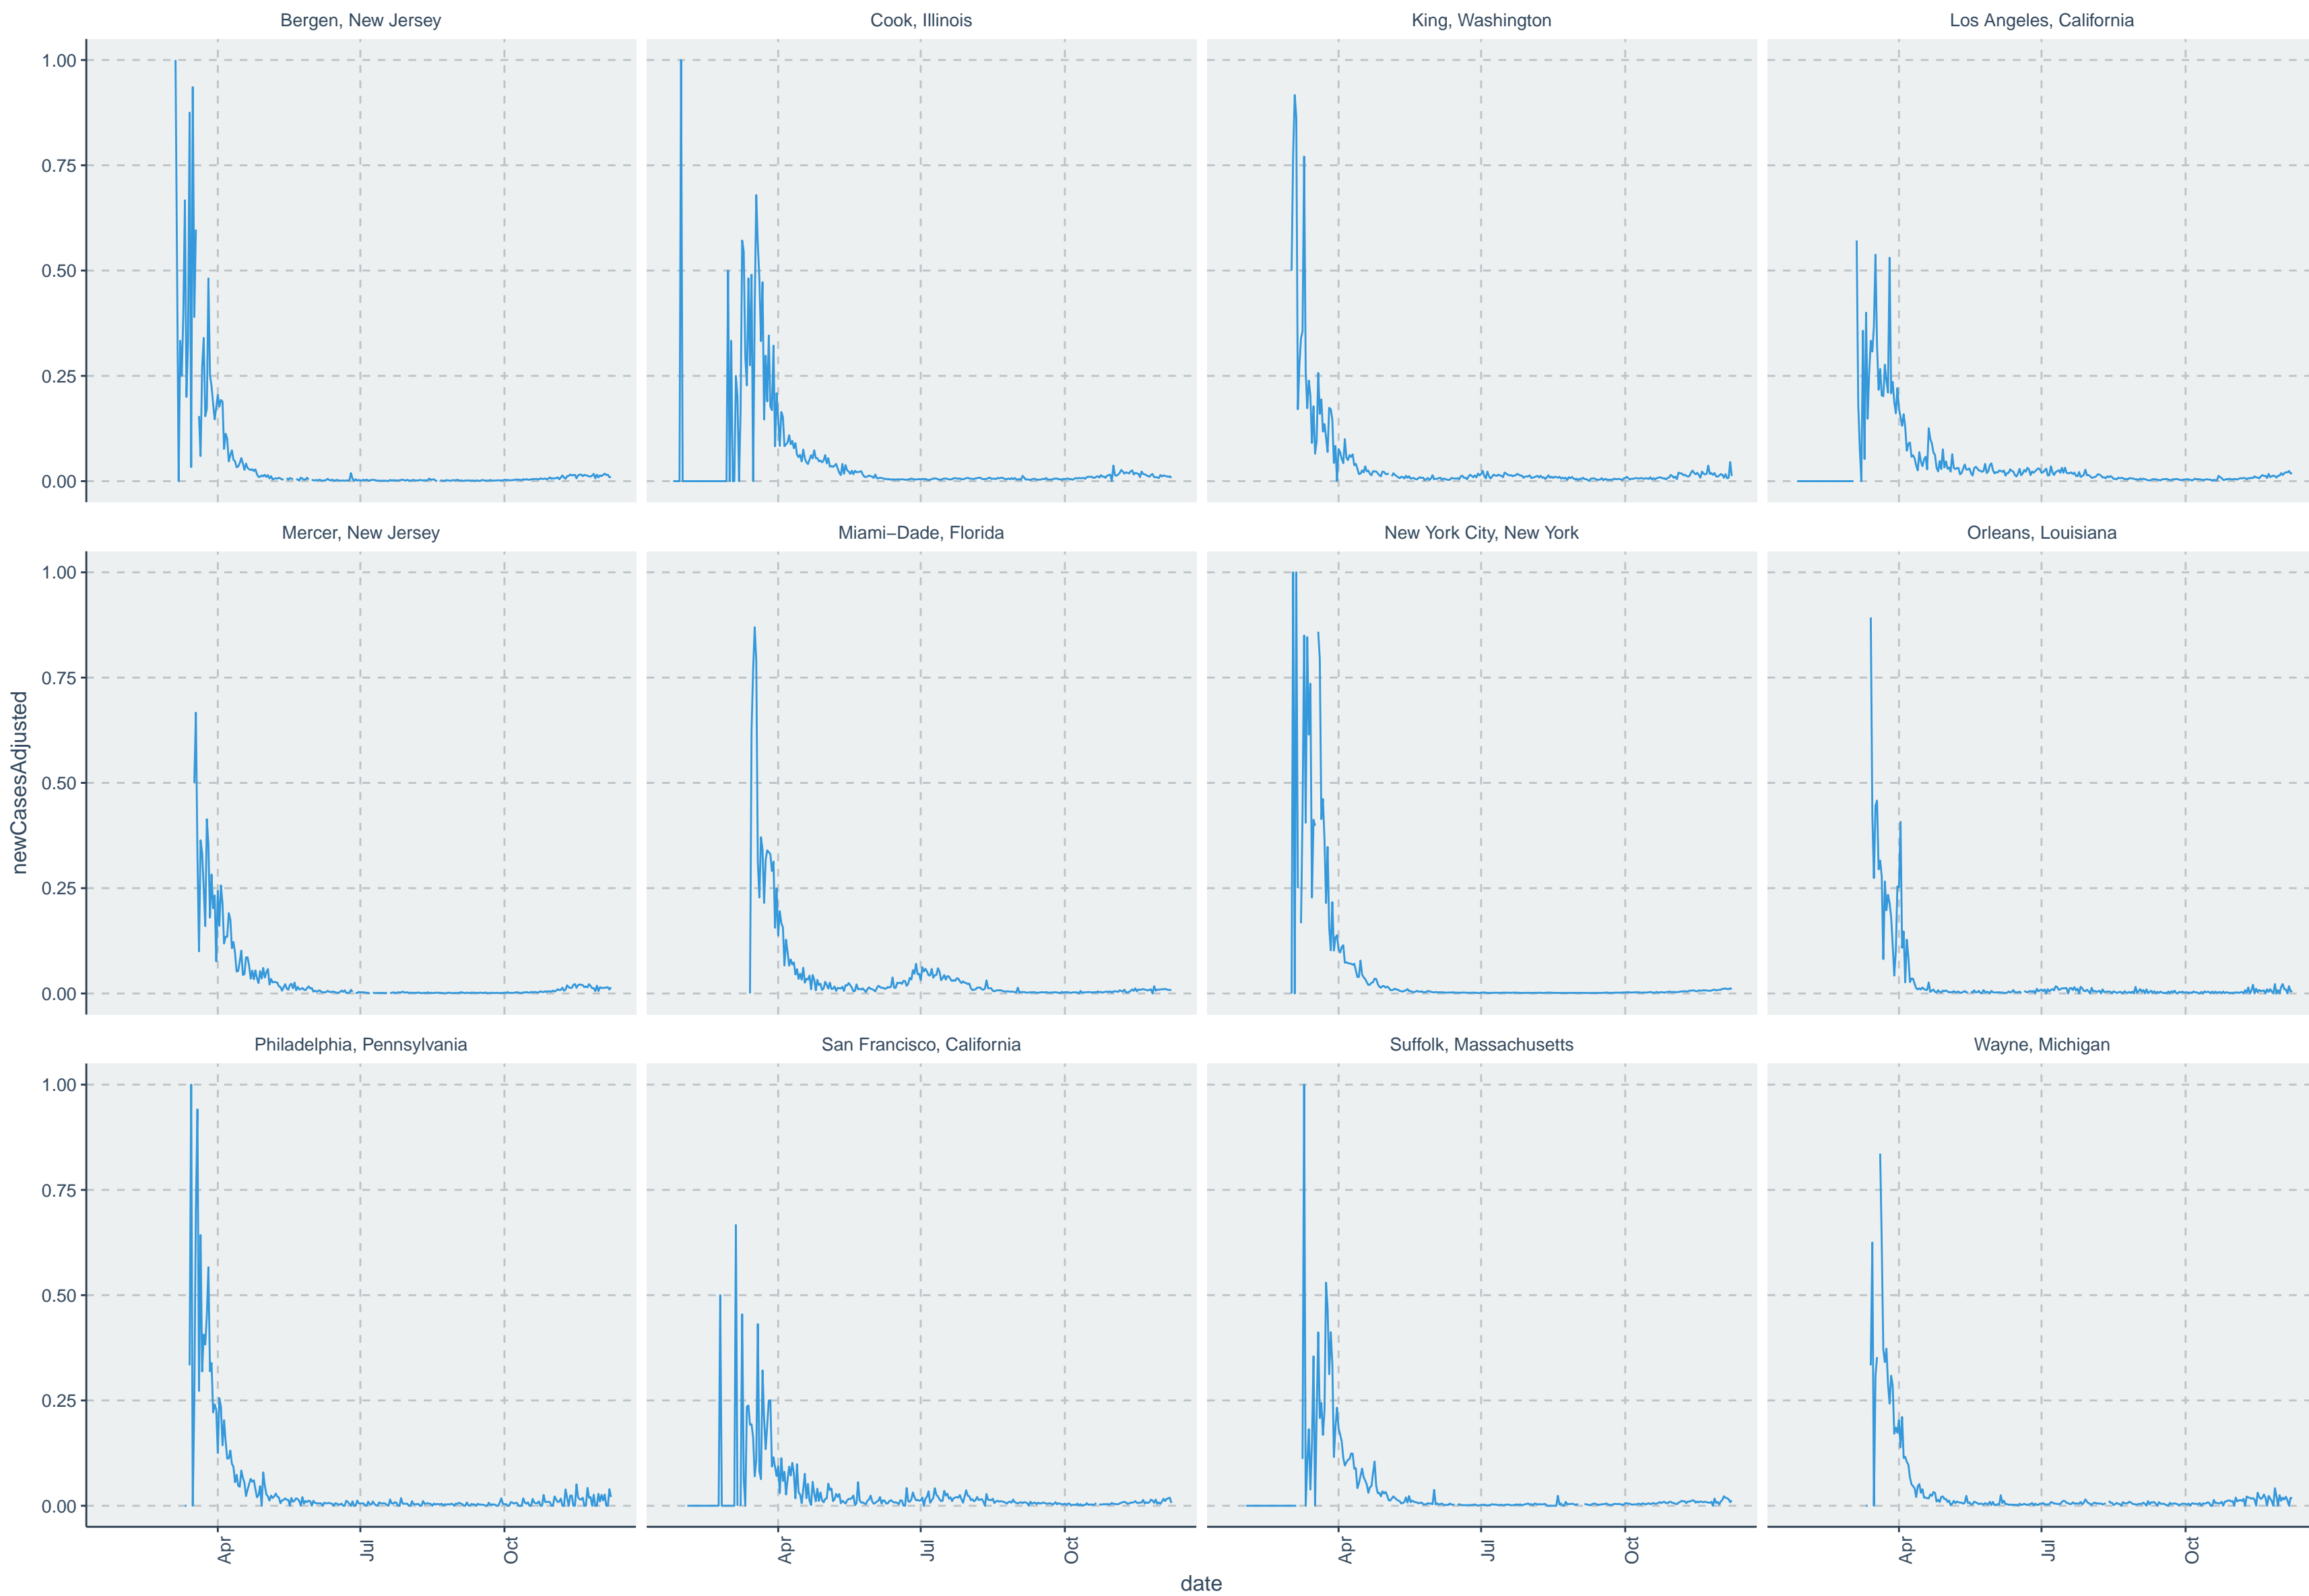 Bergen, New Jersey
Cook, Illinois
King, Washington
Los Angeles, California
1.00
0.75
0.50
0.25
0.00
Mercer, New Jersey
Miami−Dade, Florida
New York City, New York
Orleans, Louisiana
1.00
0.75
0.50
0.25
0.00
newCasesAdjusted
Philadelphia, Pennsylvania
San Francisco, California
Suffolk, Massachusetts
Wayne, Michigan
1.00
0.75
0.50
0.25
0.00
Apr
Jul
Oct
Apr
Jul
Oct
Apr
Jul
Oct
Apr
Jul
Oct
date